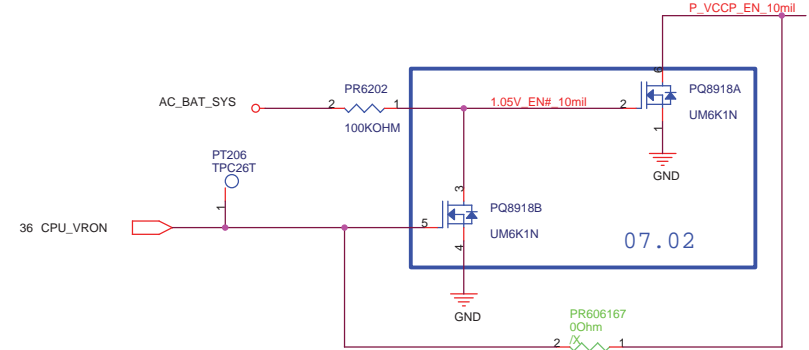 P_VCCP_EN_10mil
6
PR6202
PQ8918A
AC_BAT_SYS
2
1
1.05V_EN#_10mil
2
100KOHM
UM6K1N
1
PT206
TPC26T
GND
3
1
PQ8918B
36 CPU_VRON
5
UM6K1N
07.02
4
GND
PR606167
0Ohm
/X
2
1